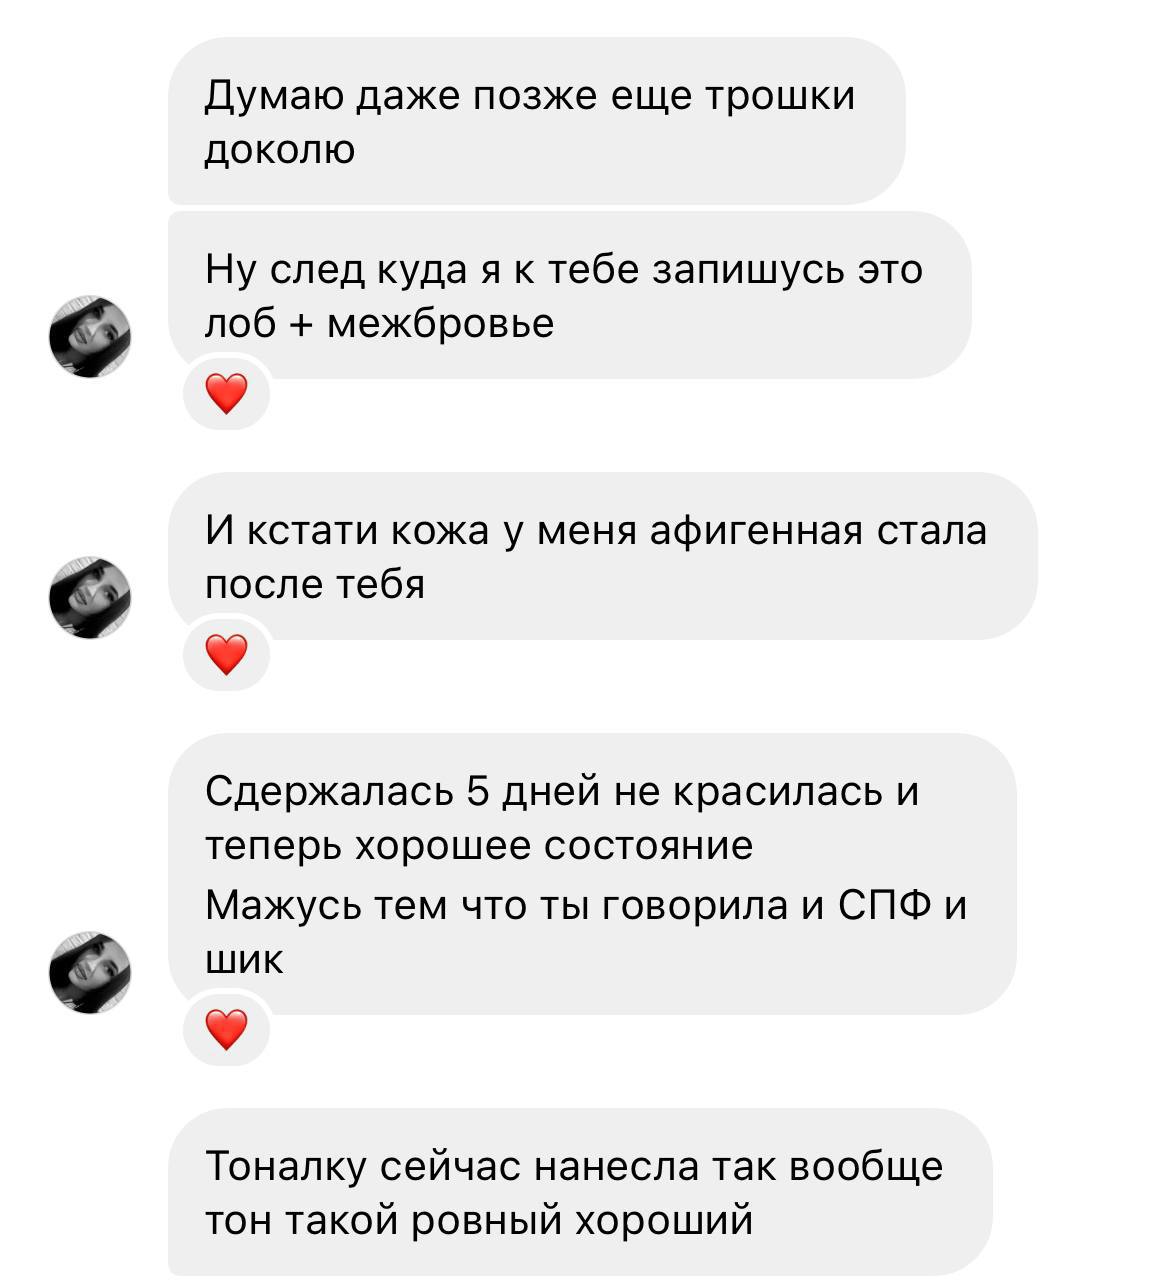 Думаю даже позже еще трошки
доколю
Ну след куда я к тебе запишусь это
лоб + межбровье
И кстати кожа у меня афигенная стала
после тебя
Сдержалась 5 дней не красилась и
теперь хорошее состояние
Мажусь тем что ты говорила и СПФ и
шик
Тоналку сейчас нанесла так вообще
тон такой ровный хороший